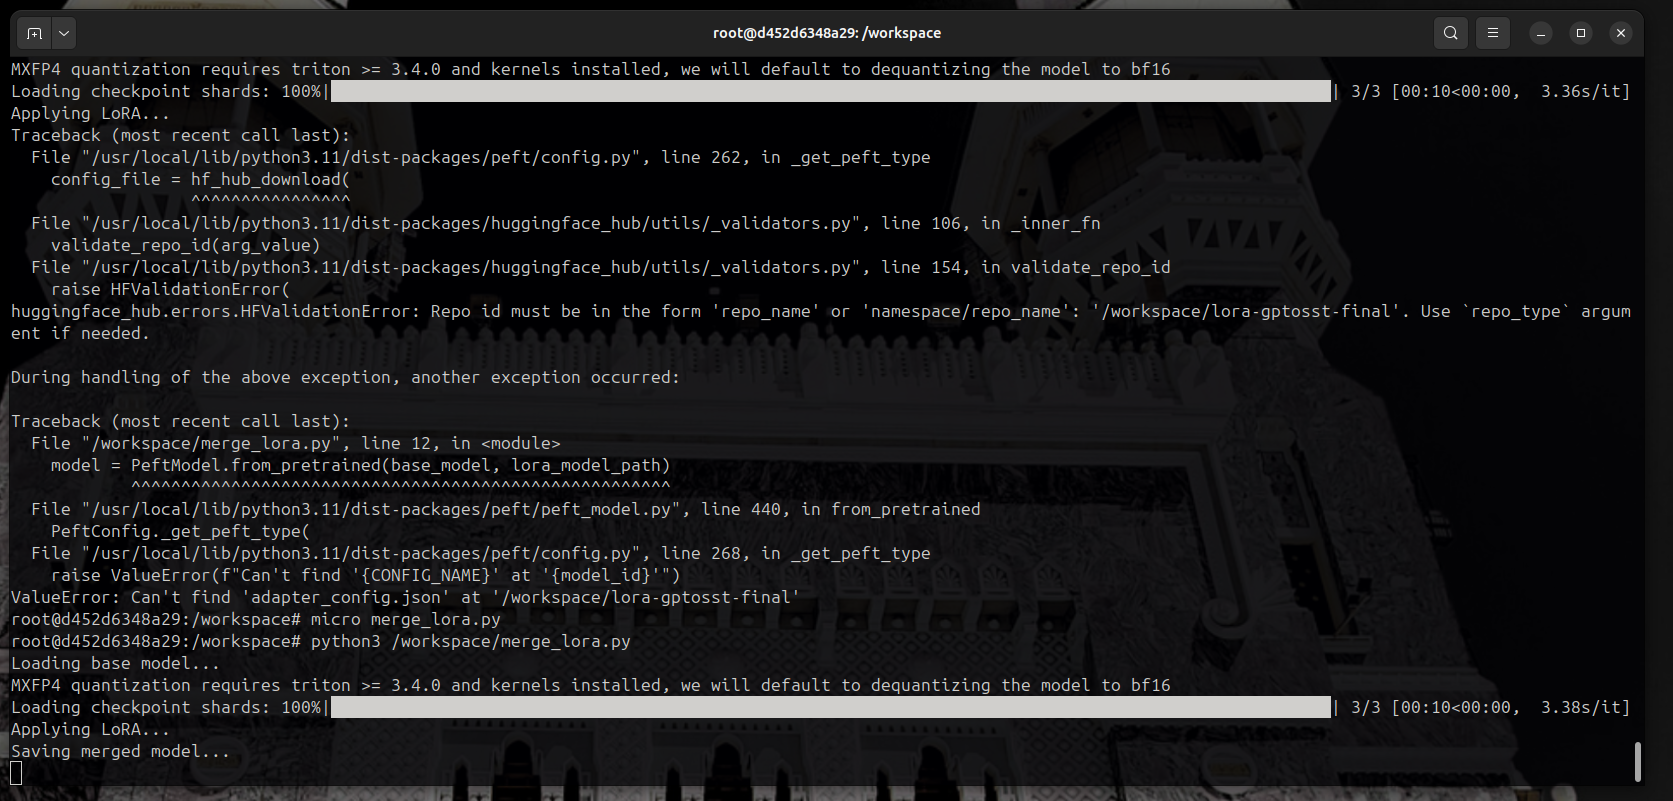 root@d452d6348a29: /workspace
MXFP4 quantization requires triton >= 3.4.0 and kernels installed, we will default to dequantizing the model to bf16
Loading checkpoint shards: 100%|                                                                                                    | 3/3 [00:10<00:00,  3.36s/it]
Applying LoRA...
Traceback (most recent call last):
  File "/usr/local/lib/python3.11/dist-packages/peft/config.py", line 262, in _get_peft_type
    config_file = hf_hub_download(
                  ^^^^^^^^^^^^^^^^
  File "/usr/local/lib/python3.11/dist-packages/huggingface_hub/utils/_validators.py", line 106, in _inner_fn
    validate_repo_id(arg_value)
  File "/usr/local/lib/python3.11/dist-packages/huggingface_hub/utils/_validators.py", line 154, in validate_repo_id
    raise HFValidationError(
huggingface_hub.errors.HFValidationError: Repo id must be in the form 'repo_name' or 'namespace/repo_name': '/workspace/lora-gptosst-final'. Use `repo_type` argum
ent if needed.
During handling of the above exception, another exception occurred:
Traceback (most recent call last):
  File "/workspace/merge_lora.py", line 12, in <module>
    model = PeftModel.from_pretrained(base_model, lora_model_path)
            ^^^^^^^^^^^^^^^^^^^^^^^^^^^^^^^^^^^^^^^^^^^^^^^^^^^^^^
  File "/usr/local/lib/python3.11/dist-packages/peft/peft_model.py", line 440, in from_pretrained
    PeftConfig._get_peft_type(
  File "/usr/local/lib/python3.11/dist-packages/peft/config.py", line 268, in _get_peft_type
    raise ValueError(f"Can't find '{CONFIG_NAME}' at '{model_id}'")
ValueError: Can't find 'adapter_config.json' at '/workspace/lora-gptosst-final'
root@d452d6348a29:/workspace# micro merge_lora.py
root@d452d6348a29:/workspace# python3 /workspace/merge_lora.py
Loading base model...
MXFP4 quantization requires triton >= 3.4.0 and kernels installed, we will default to dequantizing the model to bf16
Loading checkpoint shards: 100%|                                                                                                    | 3/3 [00:10<00:00,  3.38s/it]
Applying LoRA...
Saving merged model...